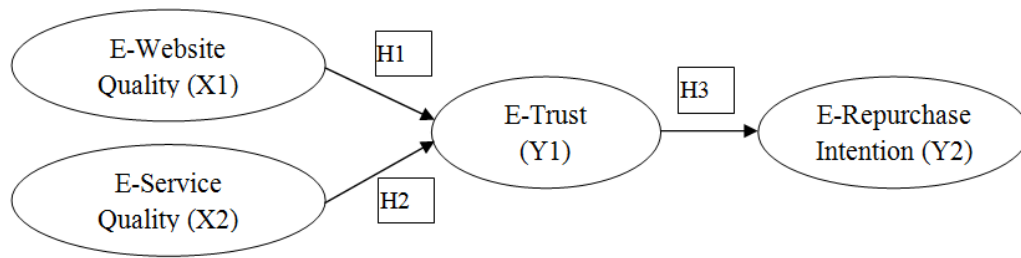 E-Website
Quality (X1)
H1
E-Trust
(Y1)
H3
E-Repurchase
Intention (Y2)
E-Service
Quality (X2)
H2